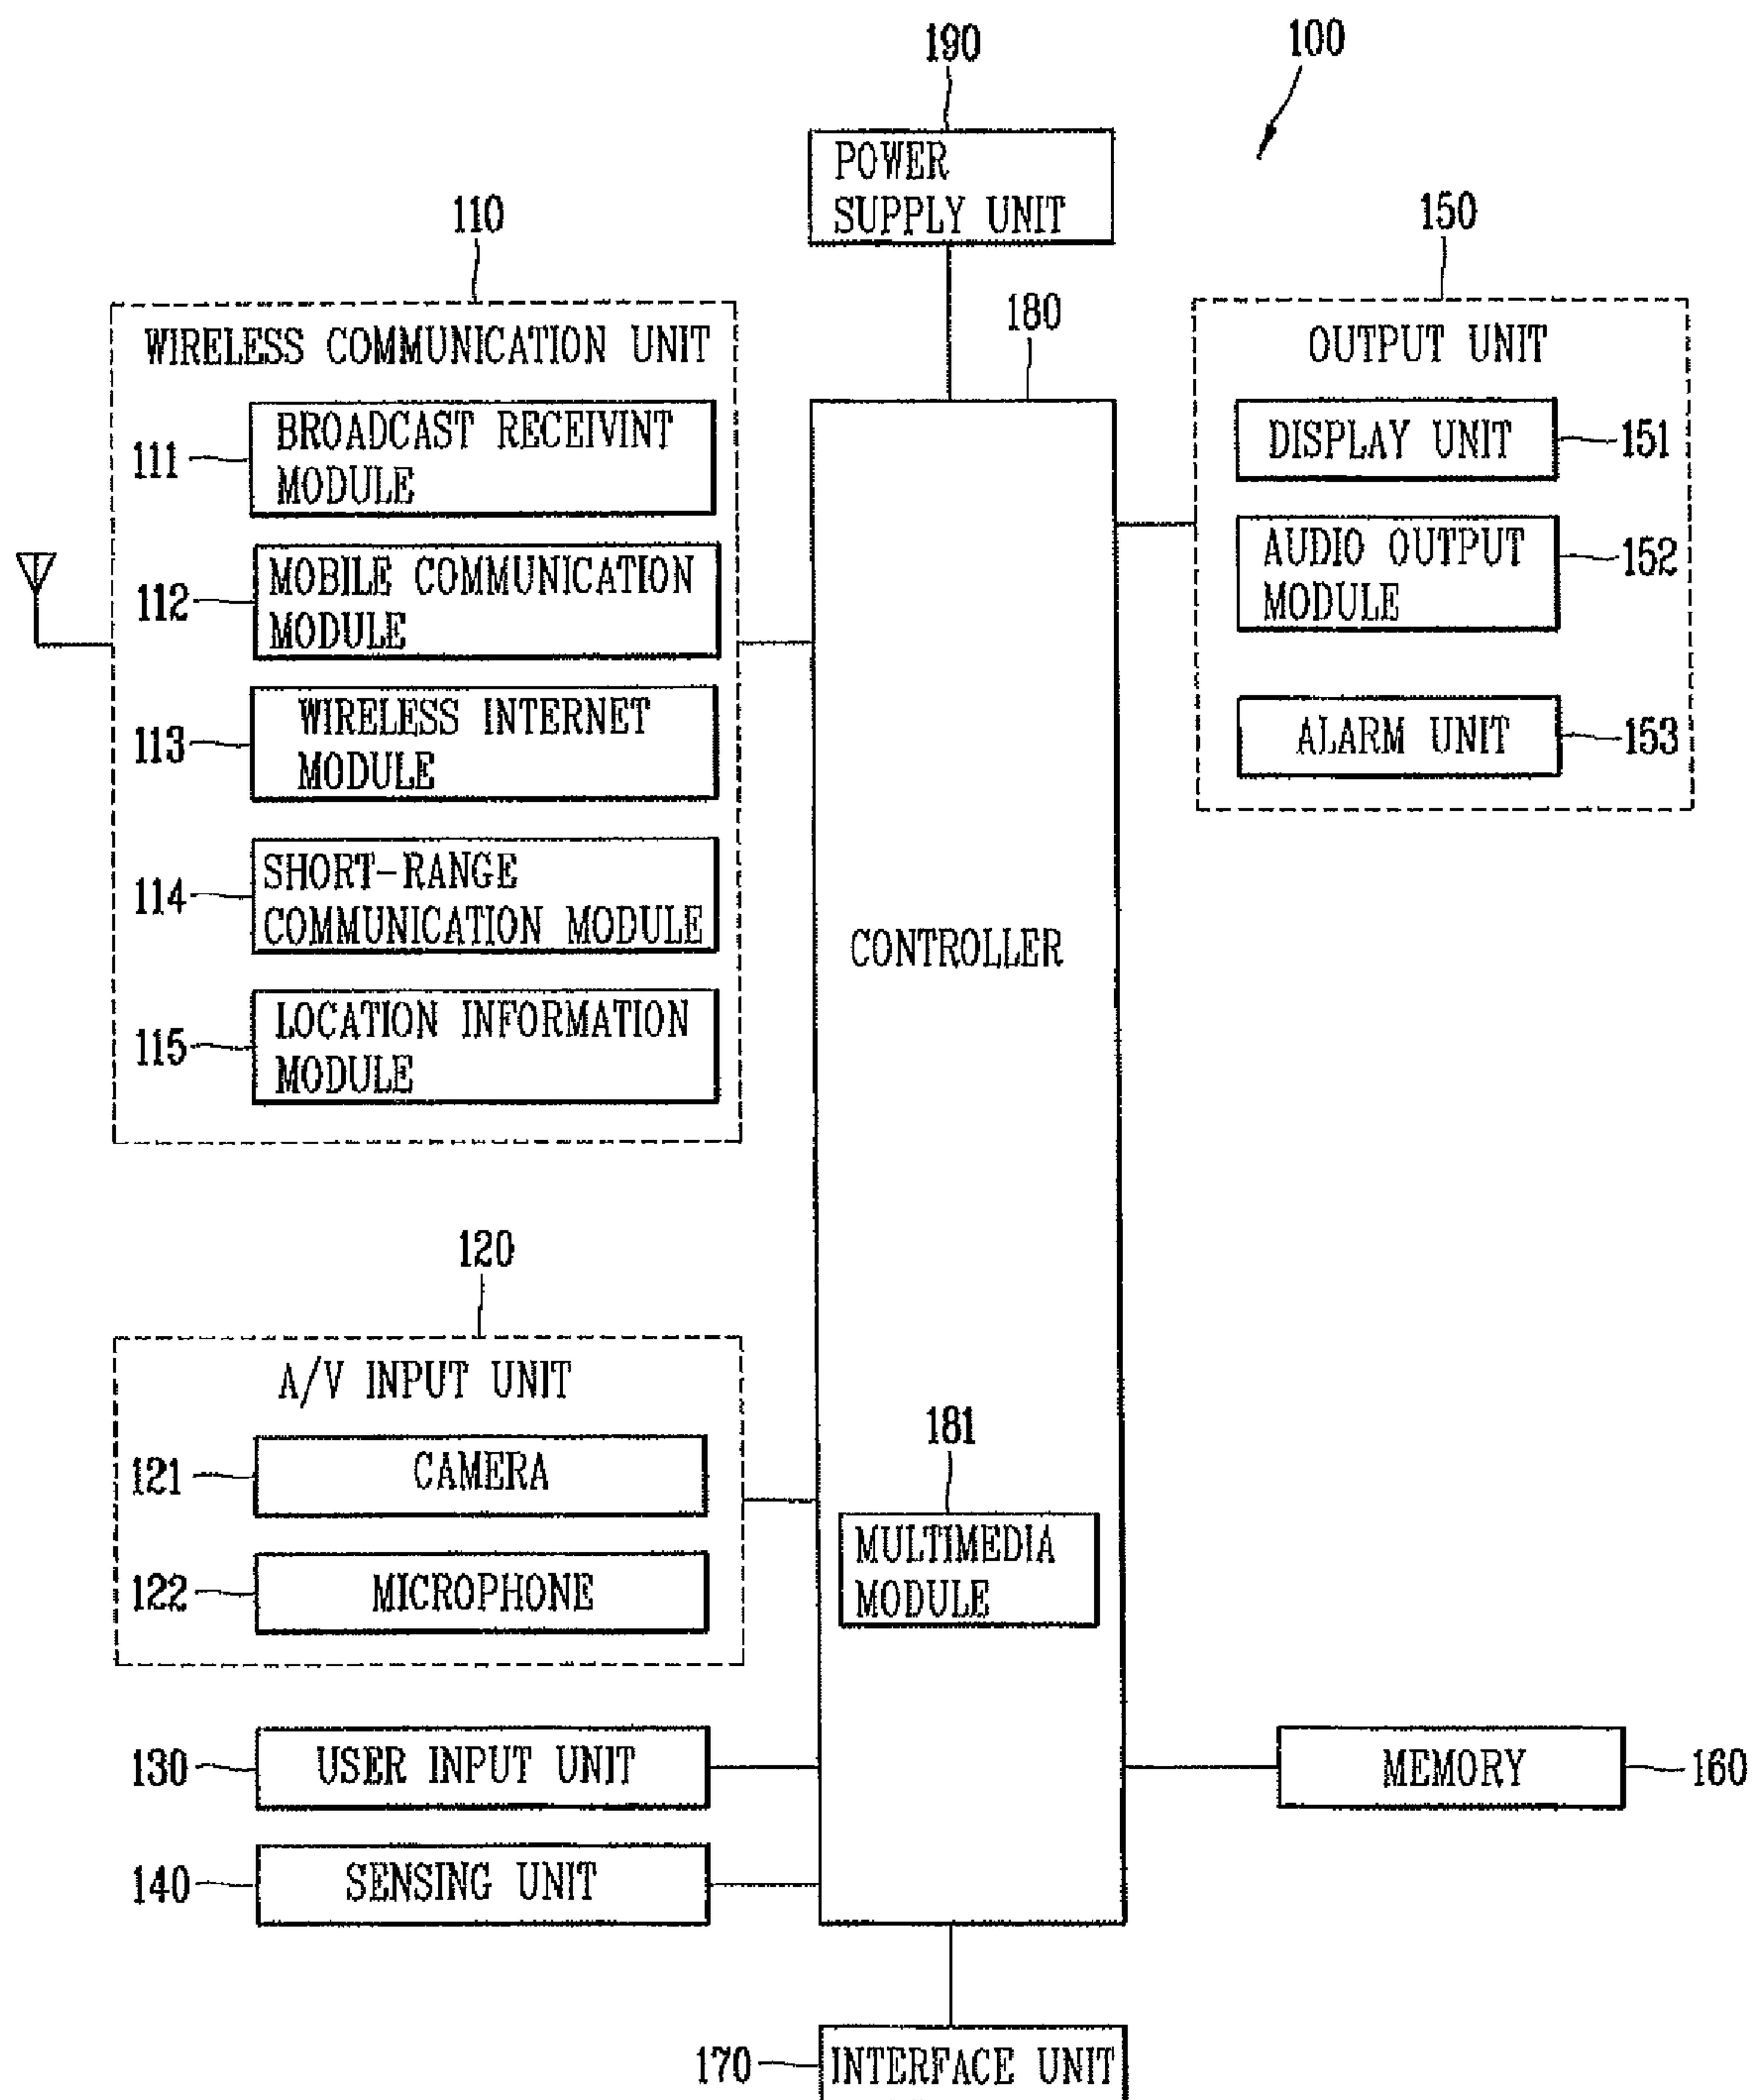 190
100
POWER
SUPPLY UNIT
110
150
180
WIRELESS COMMUNICATION UNIT
OUTPUT UNIT
111
BROADCAST RECEIVINT
MODULE
DISPLAY UNIT
151
112
MOBILE COMMUNICATION
MODULE
AUDIO OUTPUT
MODULE
152
113
WIRELESS INTERNET
MODULE
ALARM UNIT
153
114
SHORT-RANGE
COMMUNICATION MODULE
CONTROLLER
115
LOCATION INFORMATION
MODULE
120
A/V INPUT UNIT
121
CAMERA
181
MULTIMEDIA
MODULE
122
MICROPHONE
130
USER INPUT UNIT
MEMORY
160
140
SENSING UNIT
170
INTERFACE UNIT